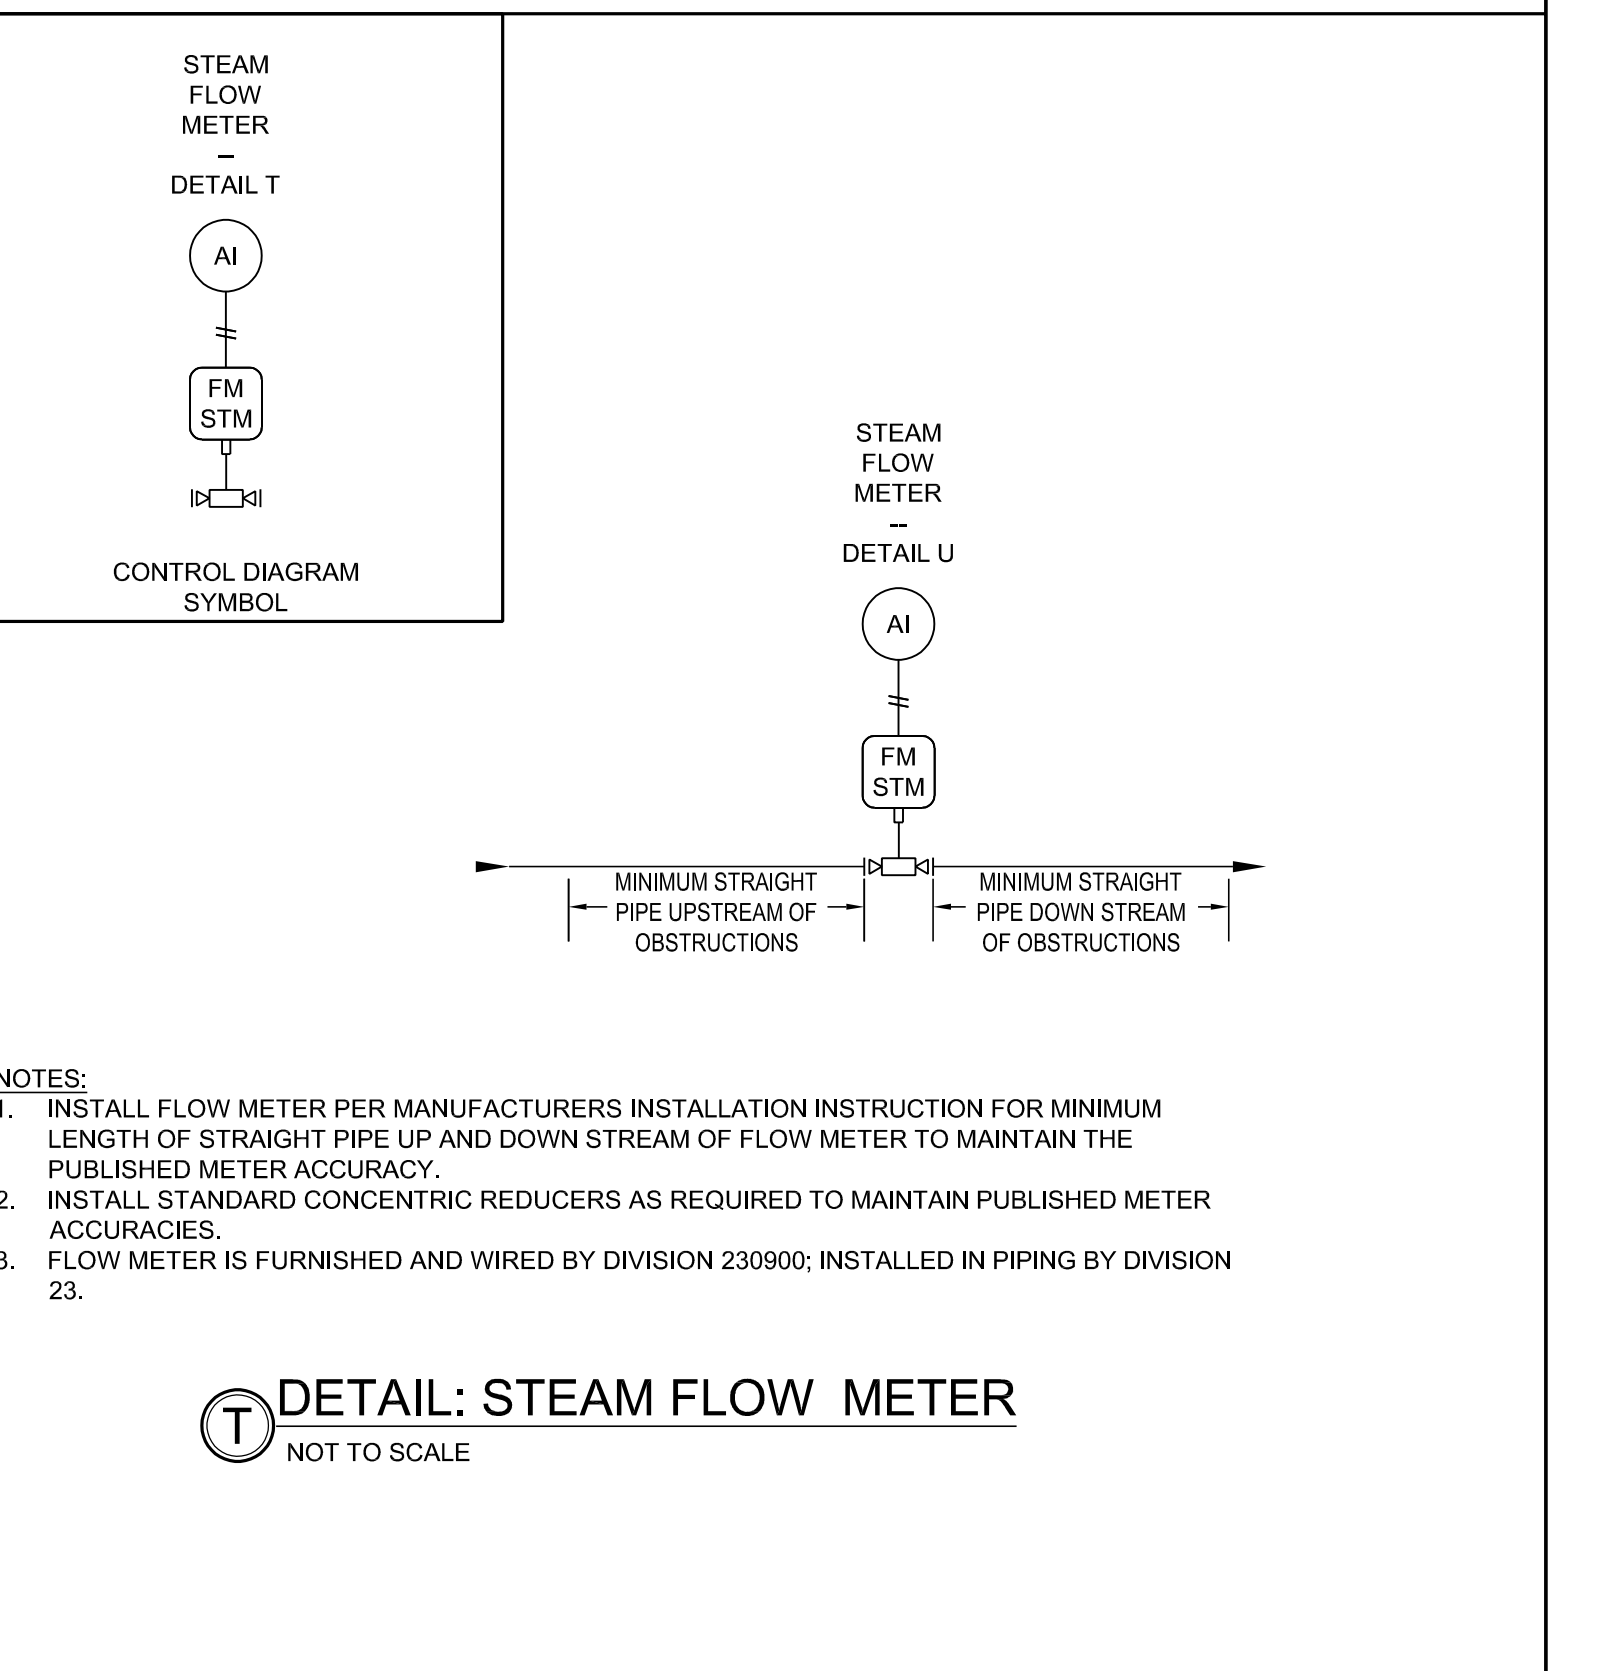 STEAM
FLOW
METER
–
DETAIL T
AI
FM
STM
CONTROL DIAGRAM
SYMBOL
STEAM
FLOW
METER
--
DETAIL U
AI
FM
STM
MINIMUM STRAIGHT
PIPE UPSTREAM OF
OBSTRUCTIONS
MINIMUM STRAIGHT
PIPE DOWN STREAM
OF OBSTRUCTIONS
NOTES:
1. INSTALL FLOW METER PER MANUFACTURERS INSTALLATION INSTRUCTION FOR MINIMUM
LENGTH OF STRAIGHT PIPE UP AND DOWN STREAM OF FLOW METER TO MAINTAIN THE
PUBLISHED METER ACCURACY.
2. INSTALL STANDARD CONCENTRIC REDUCERS AS REQUIRED TO MAINTAIN PUBLISHED METER
ACCURACIES.
3. FLOW METER IS FURNISHED AND WIRED BY DIVISION 230900; INSTALLED IN PIPING BY DIVISION
23.
T DETAIL: STEAM FLOW METER
NOT TO SCALE